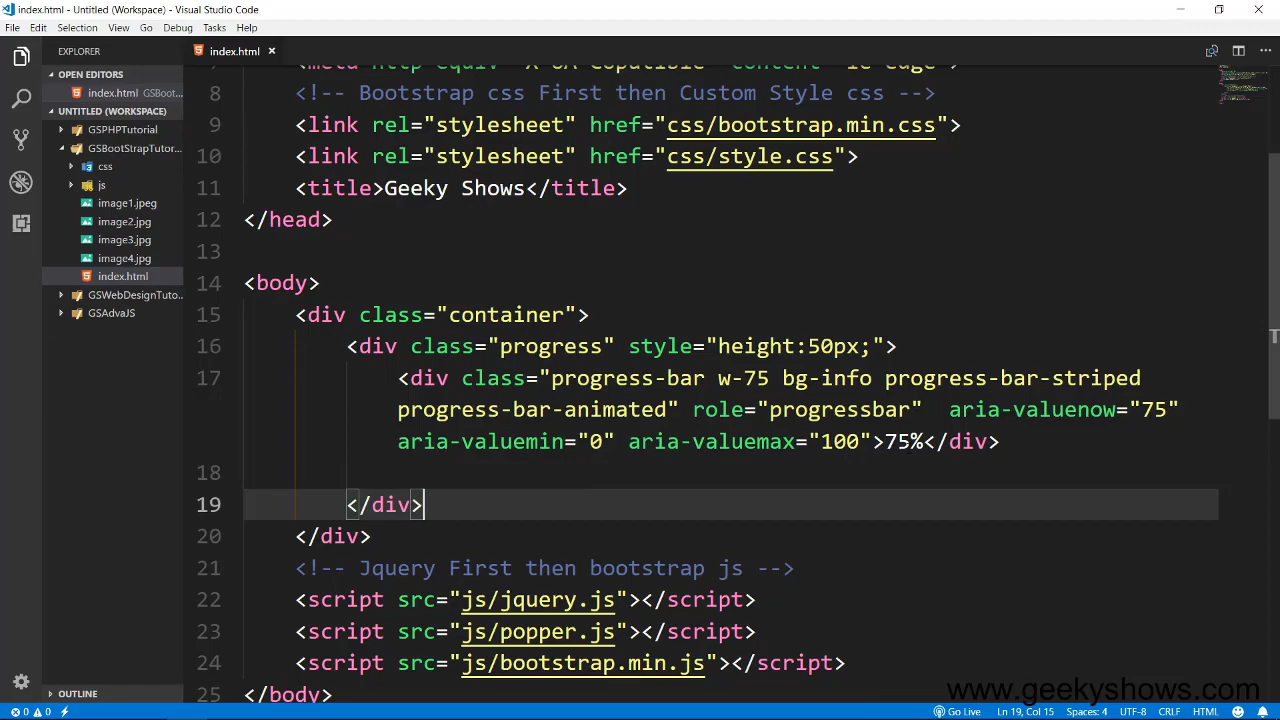 index.html - Untitled (Workspace) - Visual Studio Code
File Edit Selection View Go Debug Tasks Help
EXPLORER
OPEN EDITORS
index.html GSBoot...
UNTITLED (WORKSPACE)
GSPHPTutorial
GSBootStrapTutor...
css
js
image1.jpeg
image2.jpg
image3.jpg
image4.jpg
index.html
GSWebDesignTuto...
GSAdvaJS
OUTLINE
index.html
8 <!-- Bootstrap css First then Custom Style css -->
9 <link rel="stylesheet" href="css/bootstrap.min.css">
10 <link rel="stylesheet" href="css/style.css">
11 <title>Geeky Shows</title>
12 </head>
13
14 <body>
15 <div class="container">
16 <div class="progress" style="height:50px;">
17 <div class="progress-bar w-75 bg-info progress-bar-striped
progress-bar-animated" role="progressbar"  aria-valuenow="75"
aria-valuemin="0" aria-valuemax="100">75%</div>
18
19 </div>
20 </div>
21 <!-- Jquery First then bootstrap js -->
22 <script src="js/jquery.js"></script>
23 <script src="js/popper.js"></script>
24 <script src="js/bootstrap.min.js"></script>
25 </body>
www.geekyshows.com
0 0 Go Live Ln 19, Col 15 Spaces: 4 UTF-8 CRLF HTML